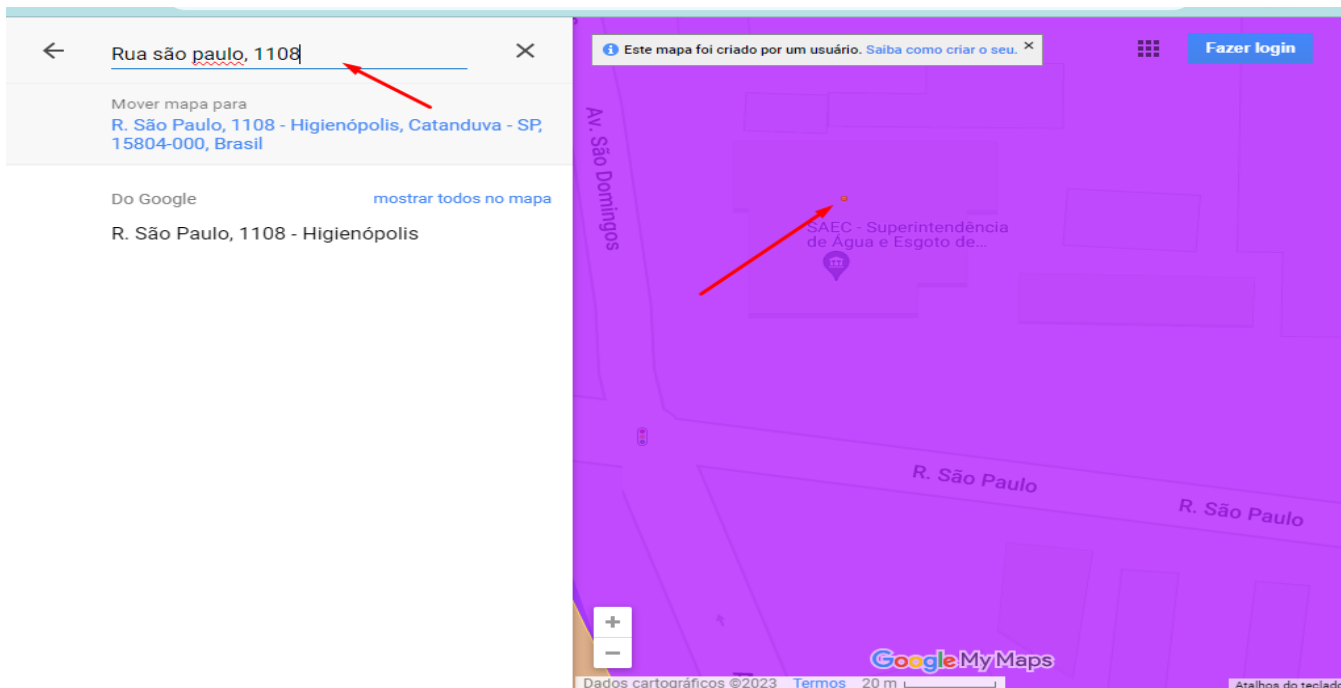 Rua são paulo, 1108
Mover mapa para
R. São Paulo, 1108 - Higienópolis, Catanduva - SP,
15804-000, Brasil
Do Google
mostrar todos no mapa
R. São Paulo, 1108 - Higienópolis
Este mapa foi criado por um usuário. Saiba como criar o seu.
Fazer login
Av. São Domingos
SAEC - Superintendência
de Água e Esgoto de...
R. São Paulo
R. São Paulo
Google My Maps
Dados cartográficos ©2023
Termos
20 m
Atalhos do teclado